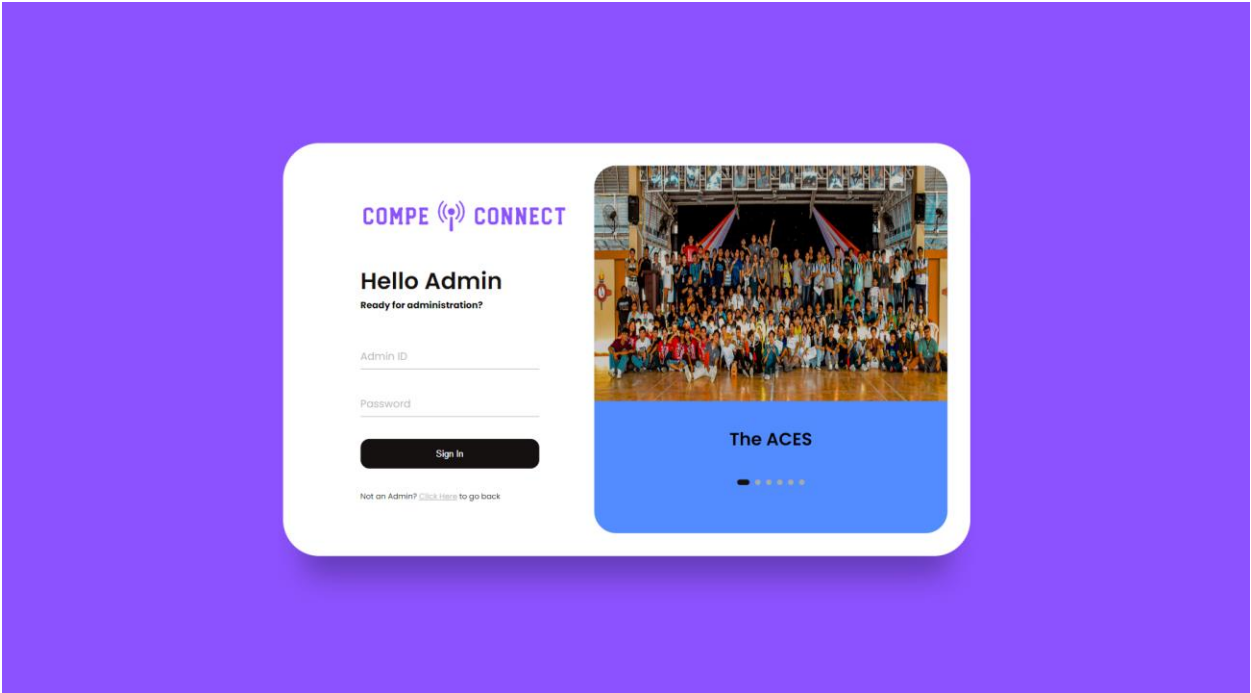 COMPE CONNECT
Hello Admin
Ready for administration?
Admin ID
Password
Sign In
Not an Admin? Click Here to go back
The ACES